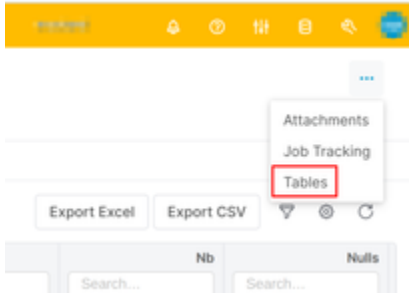 Attachments
Job Tracking
Tables
Export Excel Export CSV
Nb Nulls
Search... Search...